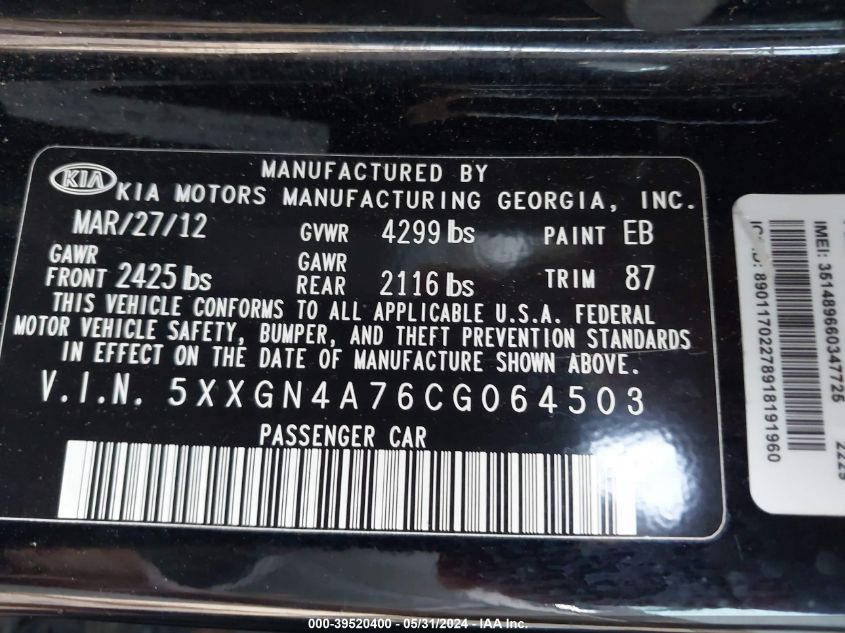 KIA
MANUFACTURED BY
KIA MOTORS MANUFACTURING GEORGIA, INC.
MAR/27/12 GVWR 4299 lbs PAINT EB
GAWR FRONT 2425 lbs GAWR REAR 2116 lbs TRIM 87
THIS VEHICLE CONFORMS TO ALL APPLICABLE U.S.A. FEDERAL
MOTOR VEHICLE SAFETY, BUMPER, AND THEFT PREVENTION STANDARDS
IN EFFECT ON THE DATE OF MANUFACTURE SHOWN ABOVE.
V.I.N. 5XXGN4A76CG064503
PASSENGER CAR
IMEI: 351489660347725
89011702278918191960
2229
000-39520400 - 05/31/2024 - IAA Inc.